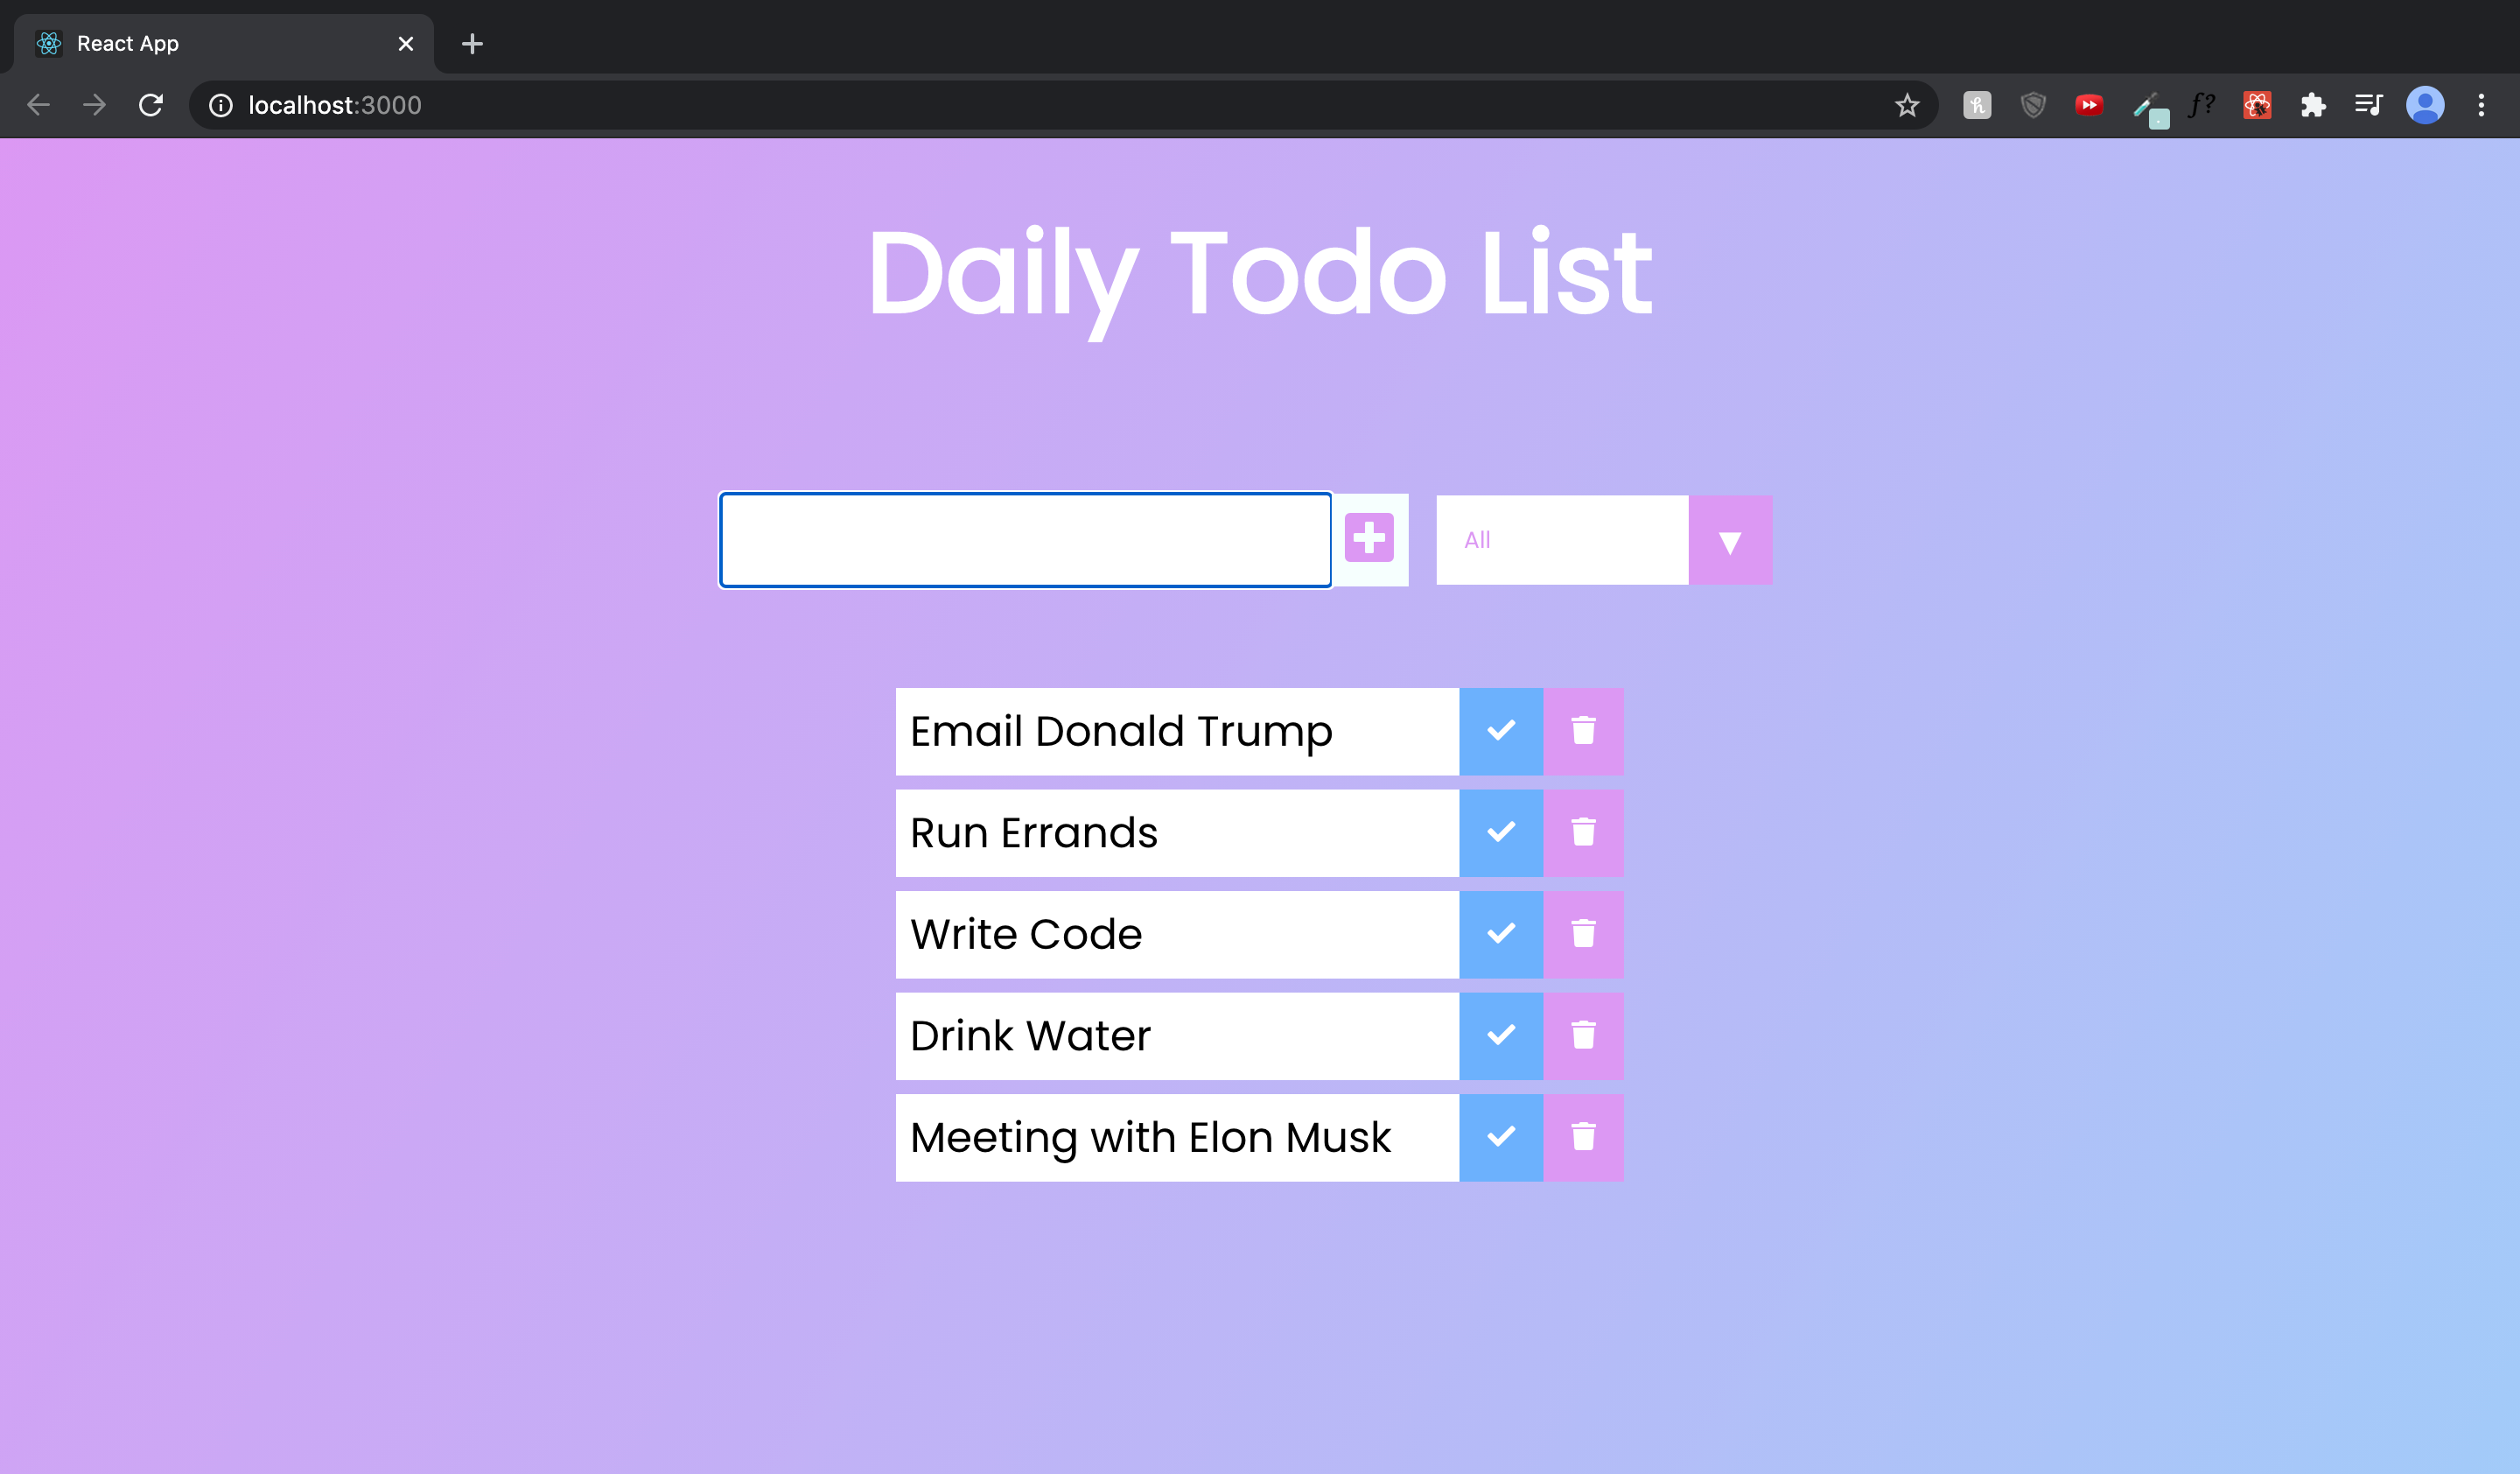 React App
localhost:3000
f?
Daily Todo List
All
Email Donald Trump
Run Errands
Write Code
Drink Water
Meeting with Elon Musk